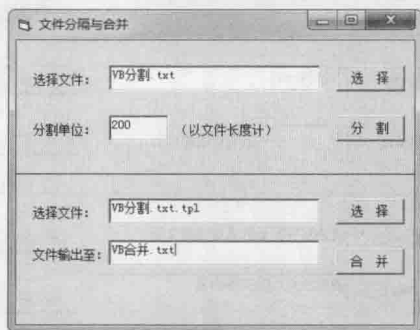 文件分隔与合并
选择文件： VB分割.txt 选 择
分割单位： 200 （以文件长度计） 分 割
选择文件： VB分割.txt.tpl 选 择
文件输出至： VB合并.txt 合 并